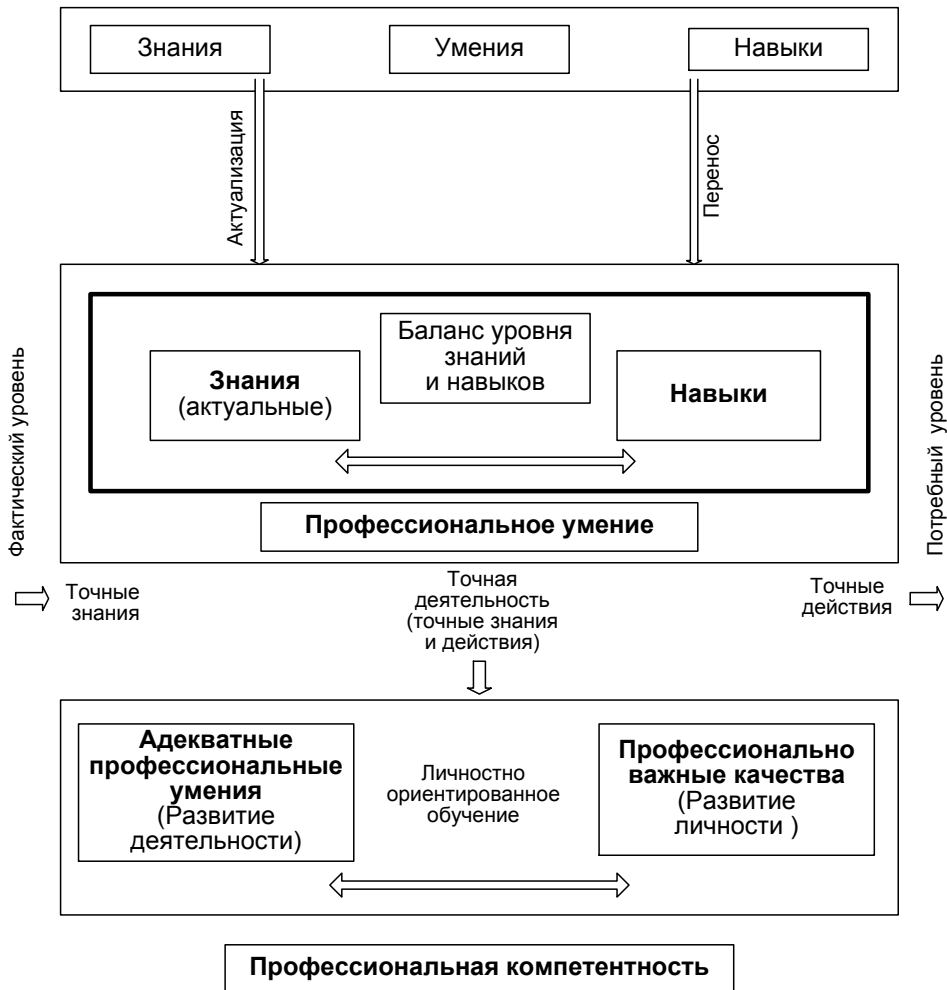 Знания
Умения
Навыки
Актуализация
Перенос
Фактический уровень
Баланс уровня
знаний
и навыков
Знания
(актуальные)
Навыки
Профессиональное умение
Потребный уровень
Точные
знания
Точная
деятельность
(точные знания
и действия)
Точные
действия
Адекватные
профессиональные
умения
(Развитие
деятельности)
Личностно
ориентированное
обучение
Профессионально
важные качества
(Развитие
личности )
Профессиональная компетентность